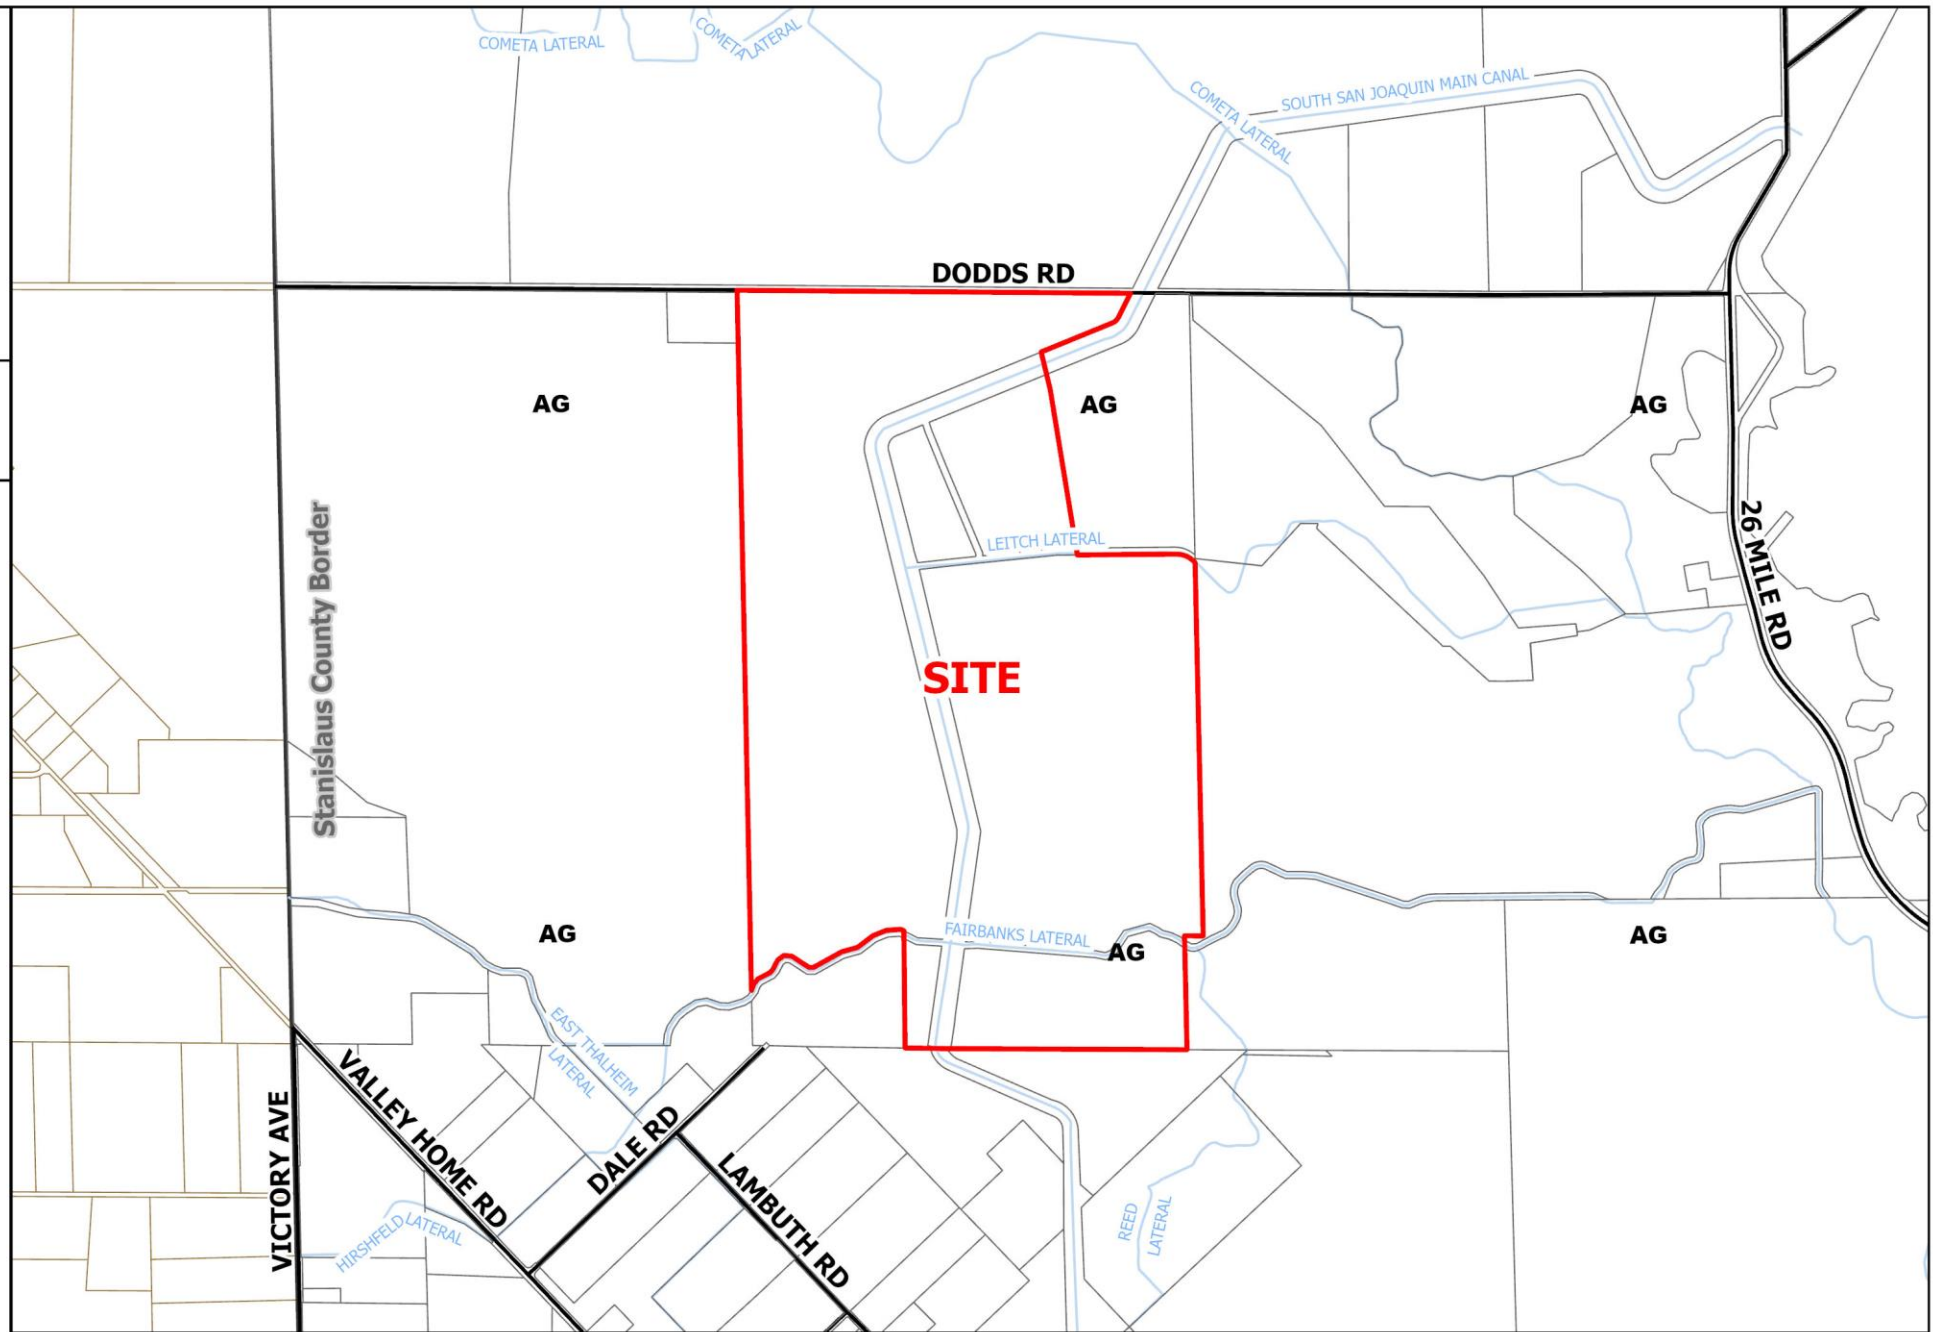 COMETA LATERAL
COMETA LATERAL
COMETA LATERAL
SOUTH SAN JOAQUIN MAIN CANAL
DODDS RD
AG
AG
AG
Stanislaus County Border
26 MILE RD
LEITCH LATERAL
SITE
AG
FAIRBANKS LATERAL
AG
AG
EAST THALHEIM
LATERAL
VALLEY HOME RD
VICTORY AVE
DALE RD
LAMBUTH RD
HIRSHFELD LATERAL
REED
LATERAL